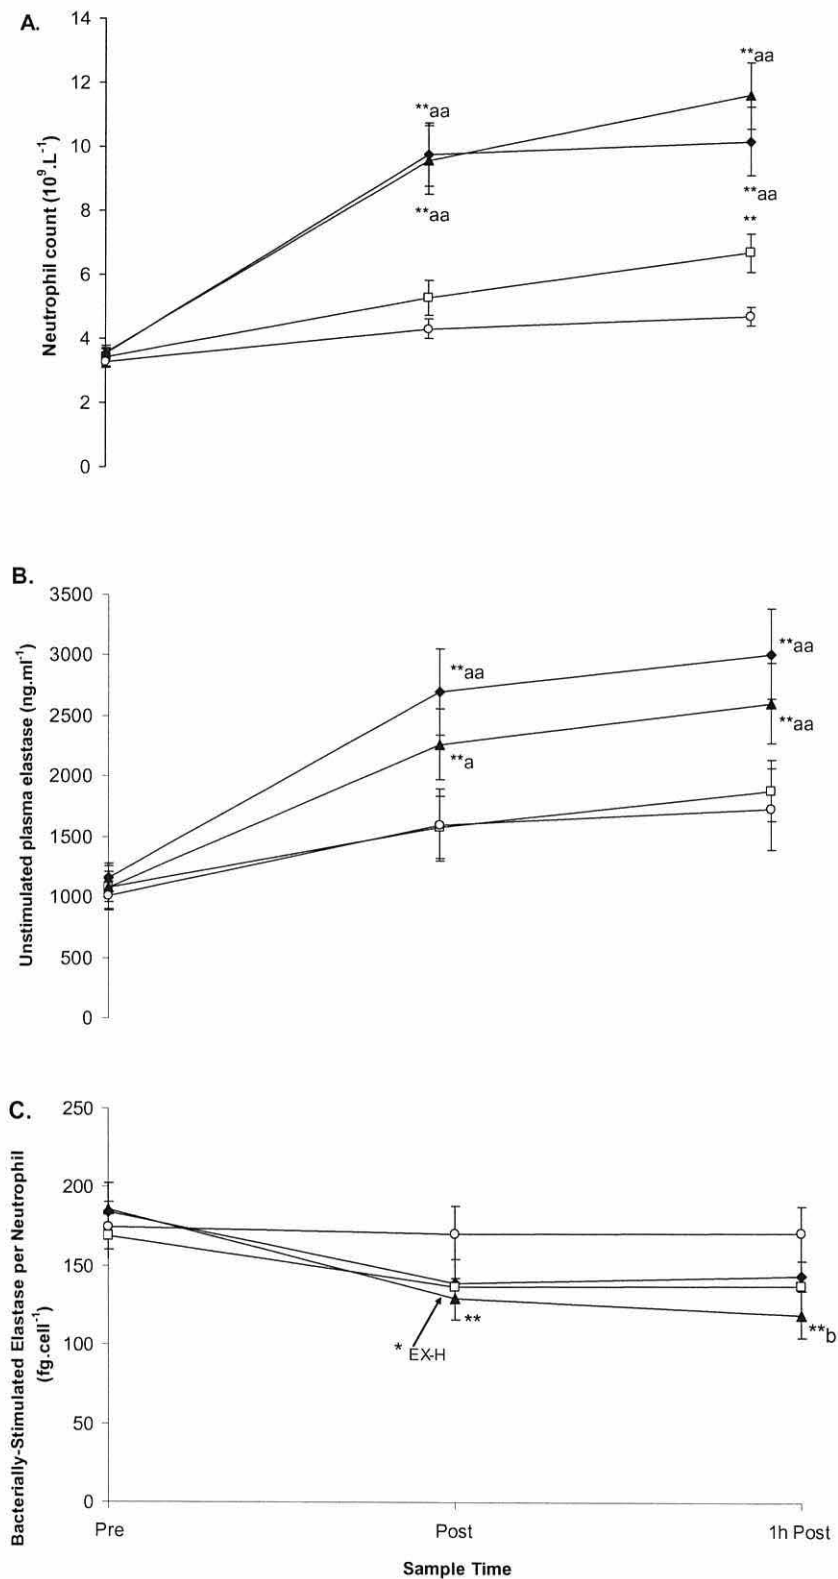 A.
14
12
10
8
6
4
2
0
Neutrophil count (10⁹.L⁻¹)
**aa
**aa
**aa
**aa
**
B.
3500
3000
2500
2000
1500
1000
500
0
Unstimulated plasma elastase (ng.ml⁻¹)
**aa
**a
**aa
**aa
C.
250
200
150
100
50
0
Bacterially-Stimulated Elastase per Neutrophil
(fg.cell⁻¹)
* EX-H
**
**b
Pre
Post
1h Post
Sample Time